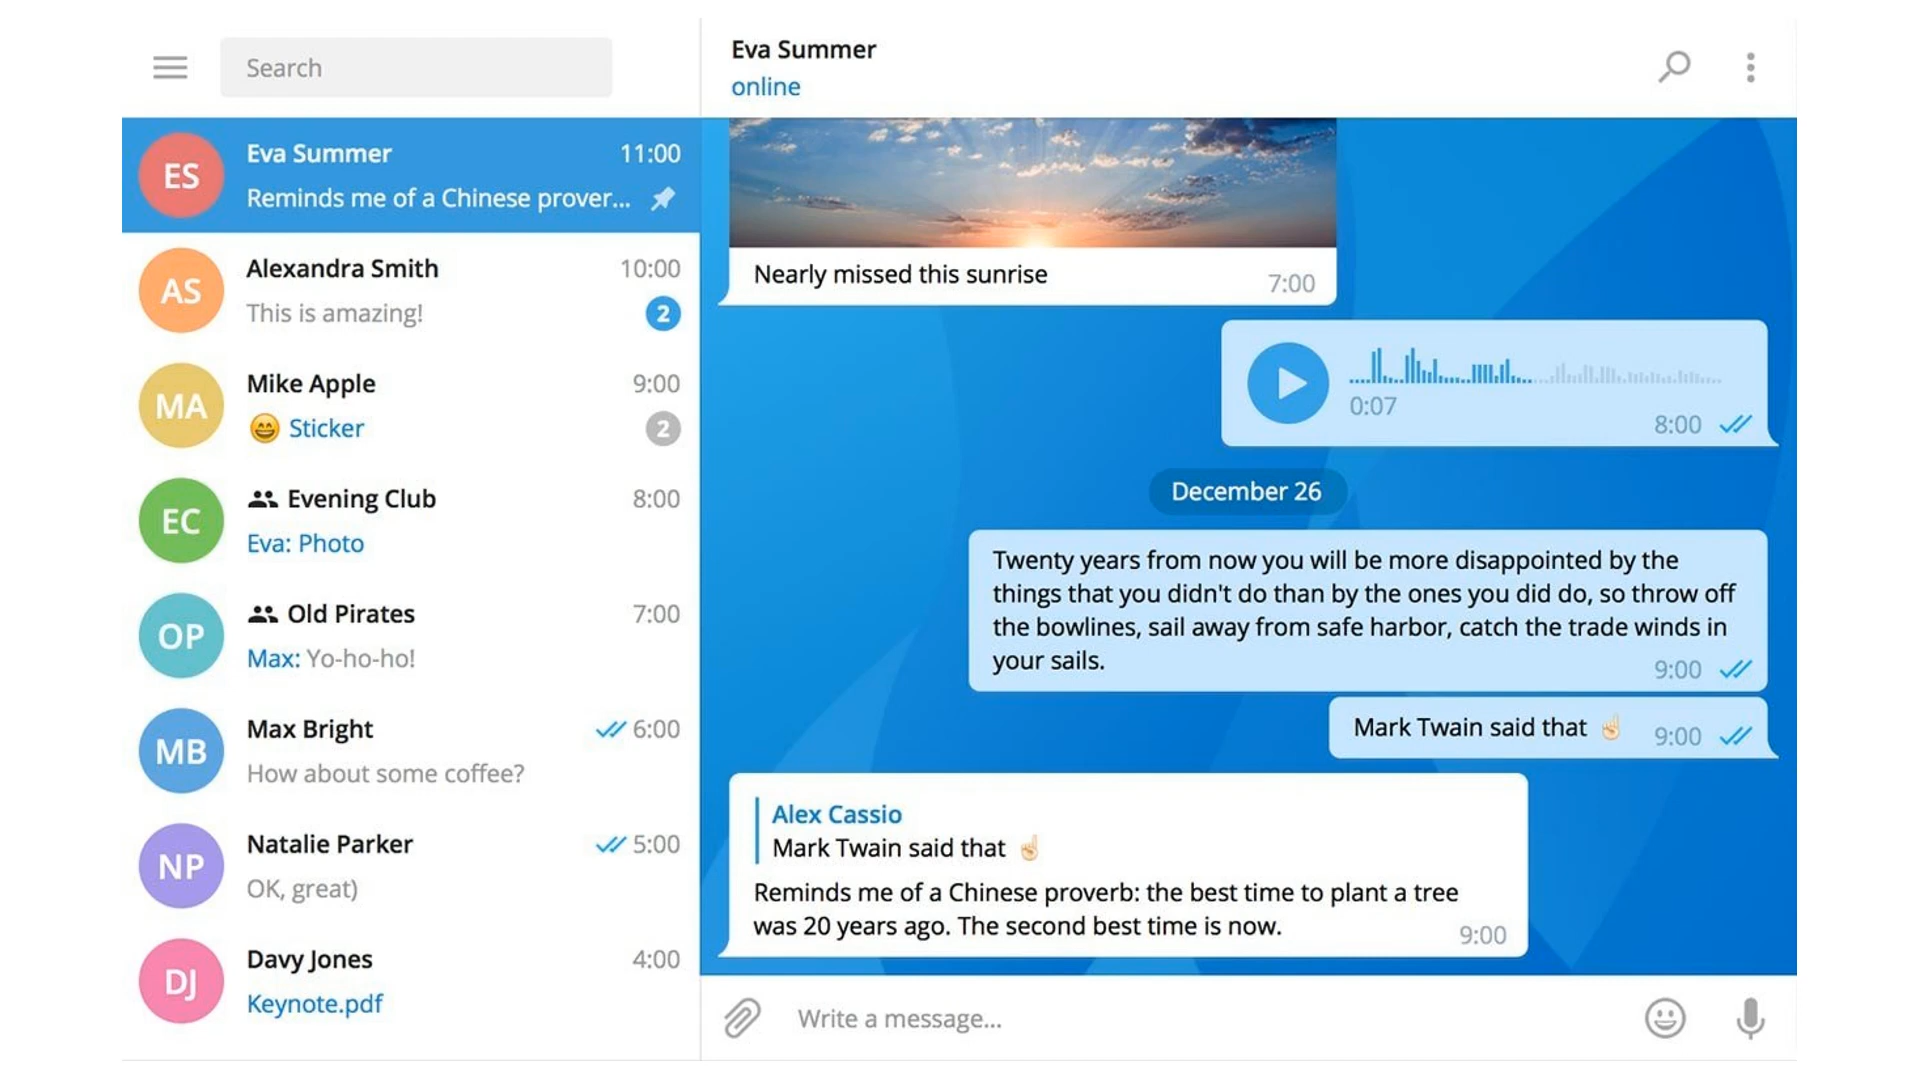 Search
ES
Eva Summer
11:00
Reminds me of a Chinese prover...
AS
Alexandra Smith
10:00
This is amazing!
2
MA
Mike Apple
9:00
😄 Sticker
2
EC
Evening Club
8:00
Eva: Photo
OP
Old Pirates
7:00
Max: Yo-ho-ho!
MB
Max Bright
6:00
How about some coffee?
NP
Natalie Parker
5:00
OK, great)
DJ
Davy Jones
4:00
Keynote.pdf
Eva Summer
online
Nearly missed this sunrise
7:00
0:07
8:00
December 26
Twenty years from now you will be more disappointed by the
things that you didn't do than by the ones you did do, so throw off
the bowlines, sail away from safe harbor, catch the trade winds in
your sails.
9:00
Mark Twain said that ☝🏻
9:00
Alex Cassio
Mark Twain said that ☝🏻
Reminds me of a Chinese proverb: the best time to plant a tree
was 20 years ago. The second best time is now.
9:00
Write a message...